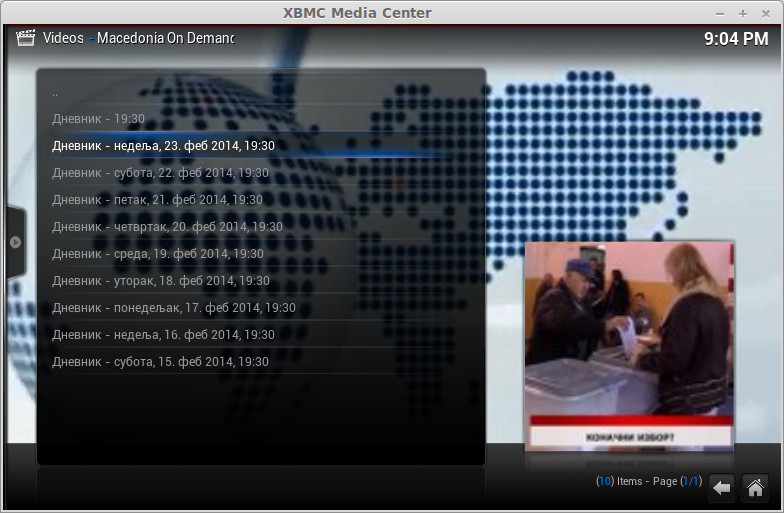 XBMC Media Center
Videos - Macedonia On Demand
9:04 PM
..
Дневник - 19:30
Дневник - недеља, 23. феб 2014, 19:30
Дневник - субота, 22. феб 2014, 19:30
Дневник - петак, 21. феб 2014, 19:30
Дневник - четвртак, 20. феб 2014, 19:30
Дневник - среда, 19. феб 2014, 19:30
Дневник - уторак, 18. феб 2014, 19:30
Дневник - понедељак, 17. феб 2014, 19:30
Дневник - недеља, 16. феб 2014, 19:30
Дневник - субота, 15. феб 2014, 19:30
КОНАЧНИ ИЗБОР?
(10) Items - Page (1/1)